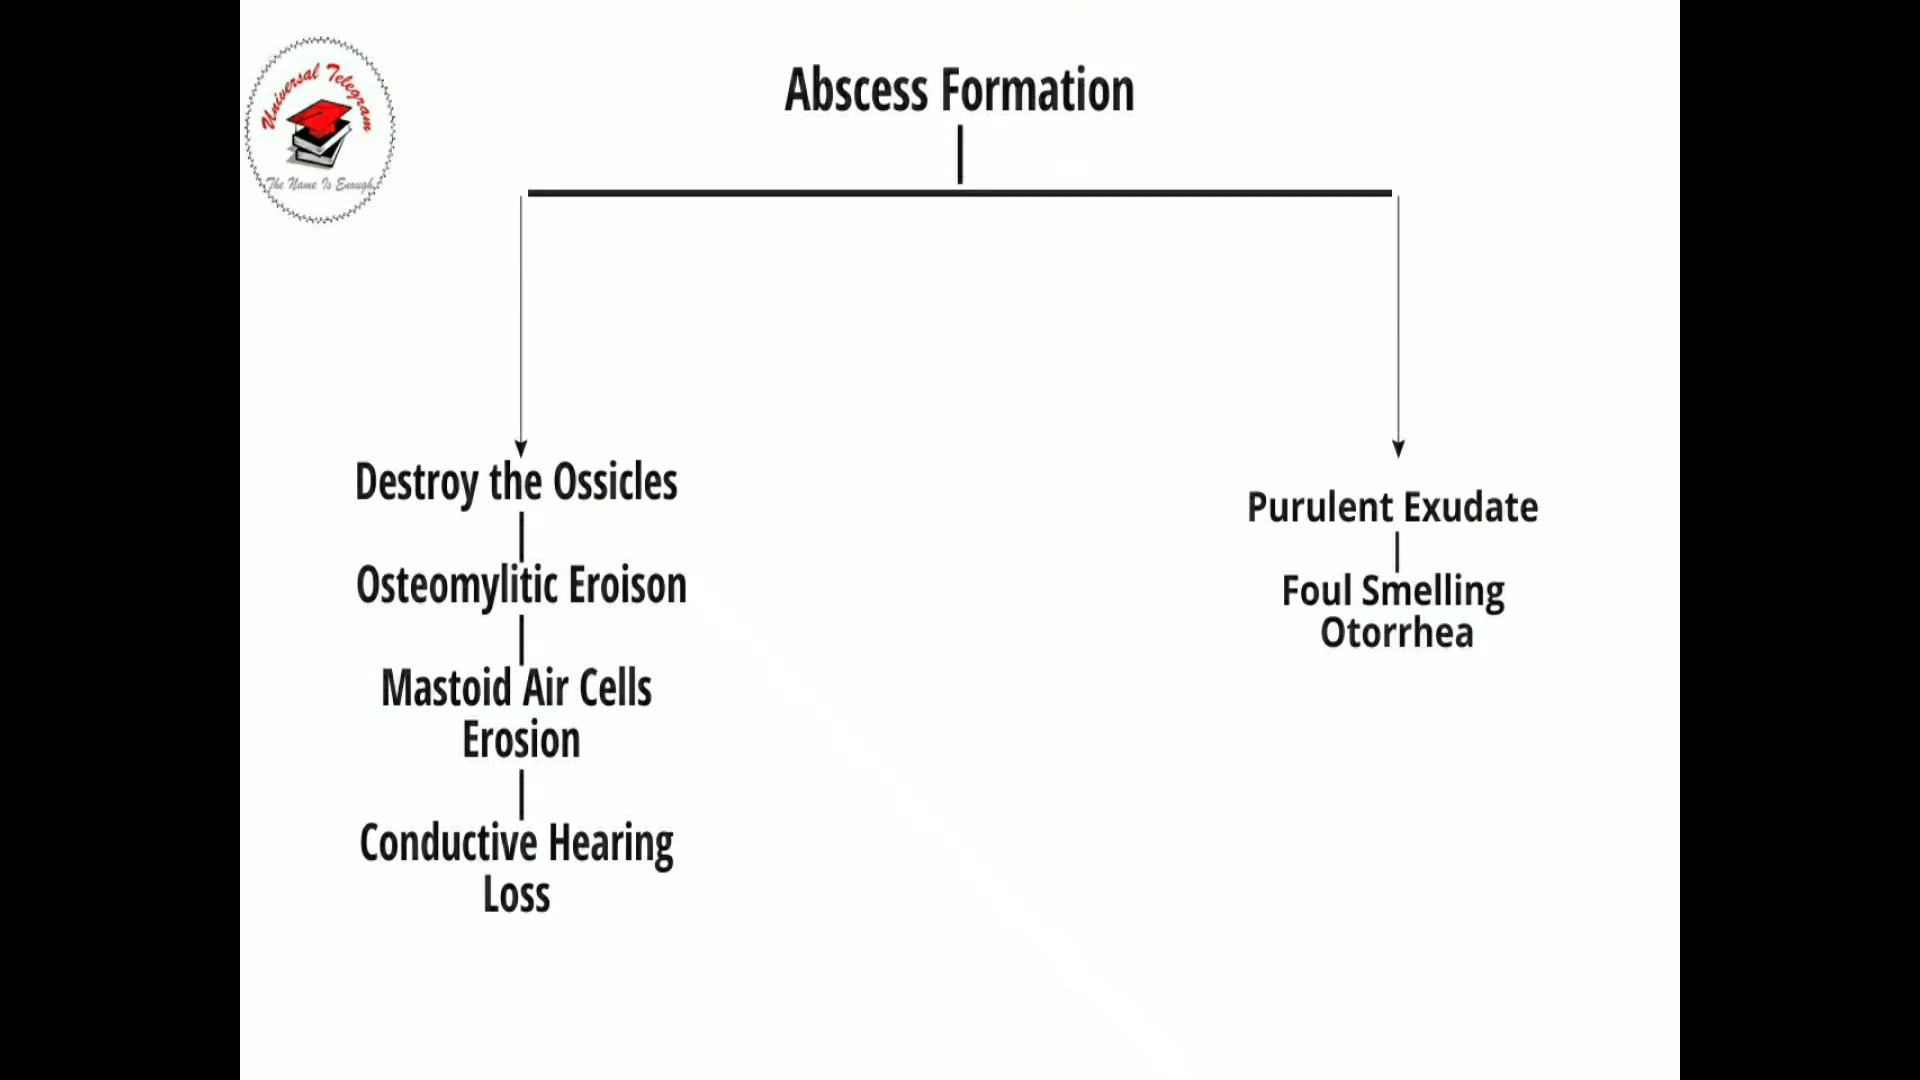 Universal Telegram
The Name Is Enough
Abscess Formation
Destroy the Ossicles
Osteomylitic Eroison
Mastoid Air Cells
Erosion
Conductive Hearing
Loss
Purulent Exudate
Foul Smelling
Otorrhea